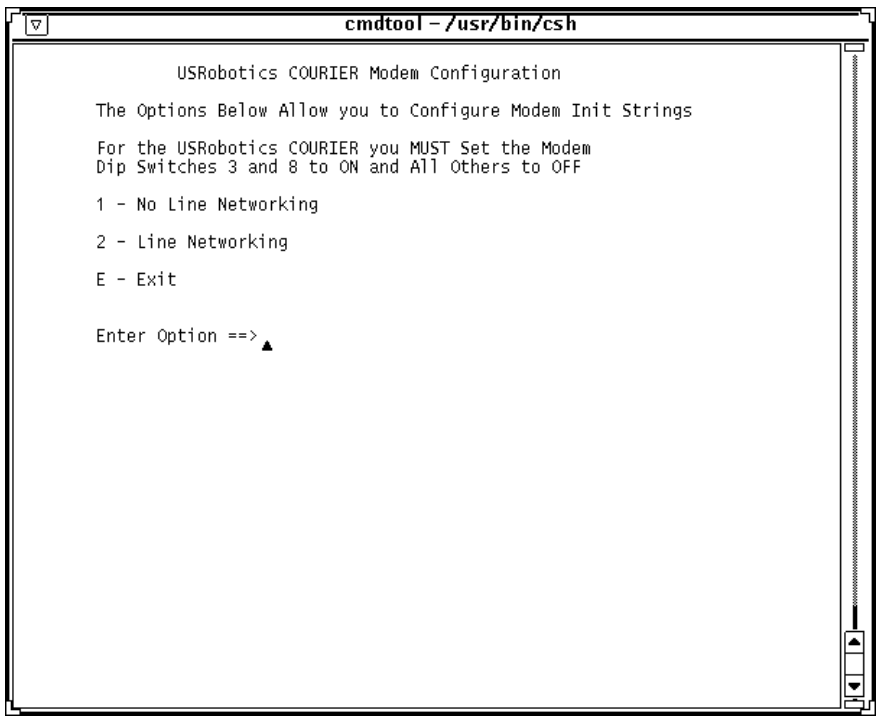 cmdtool – /usr/bin/csh
USRobotics COURIER Modem Configuration
The Options Below Allow you to Configure Modem Init Strings
For the USRobotics COURIER you MUST Set the Modem
Dip Switches 3 and 8 to ON and All Others to OFF
1 - No Line Networking
2 - Line Networking
E - Exit
Enter Option ==>